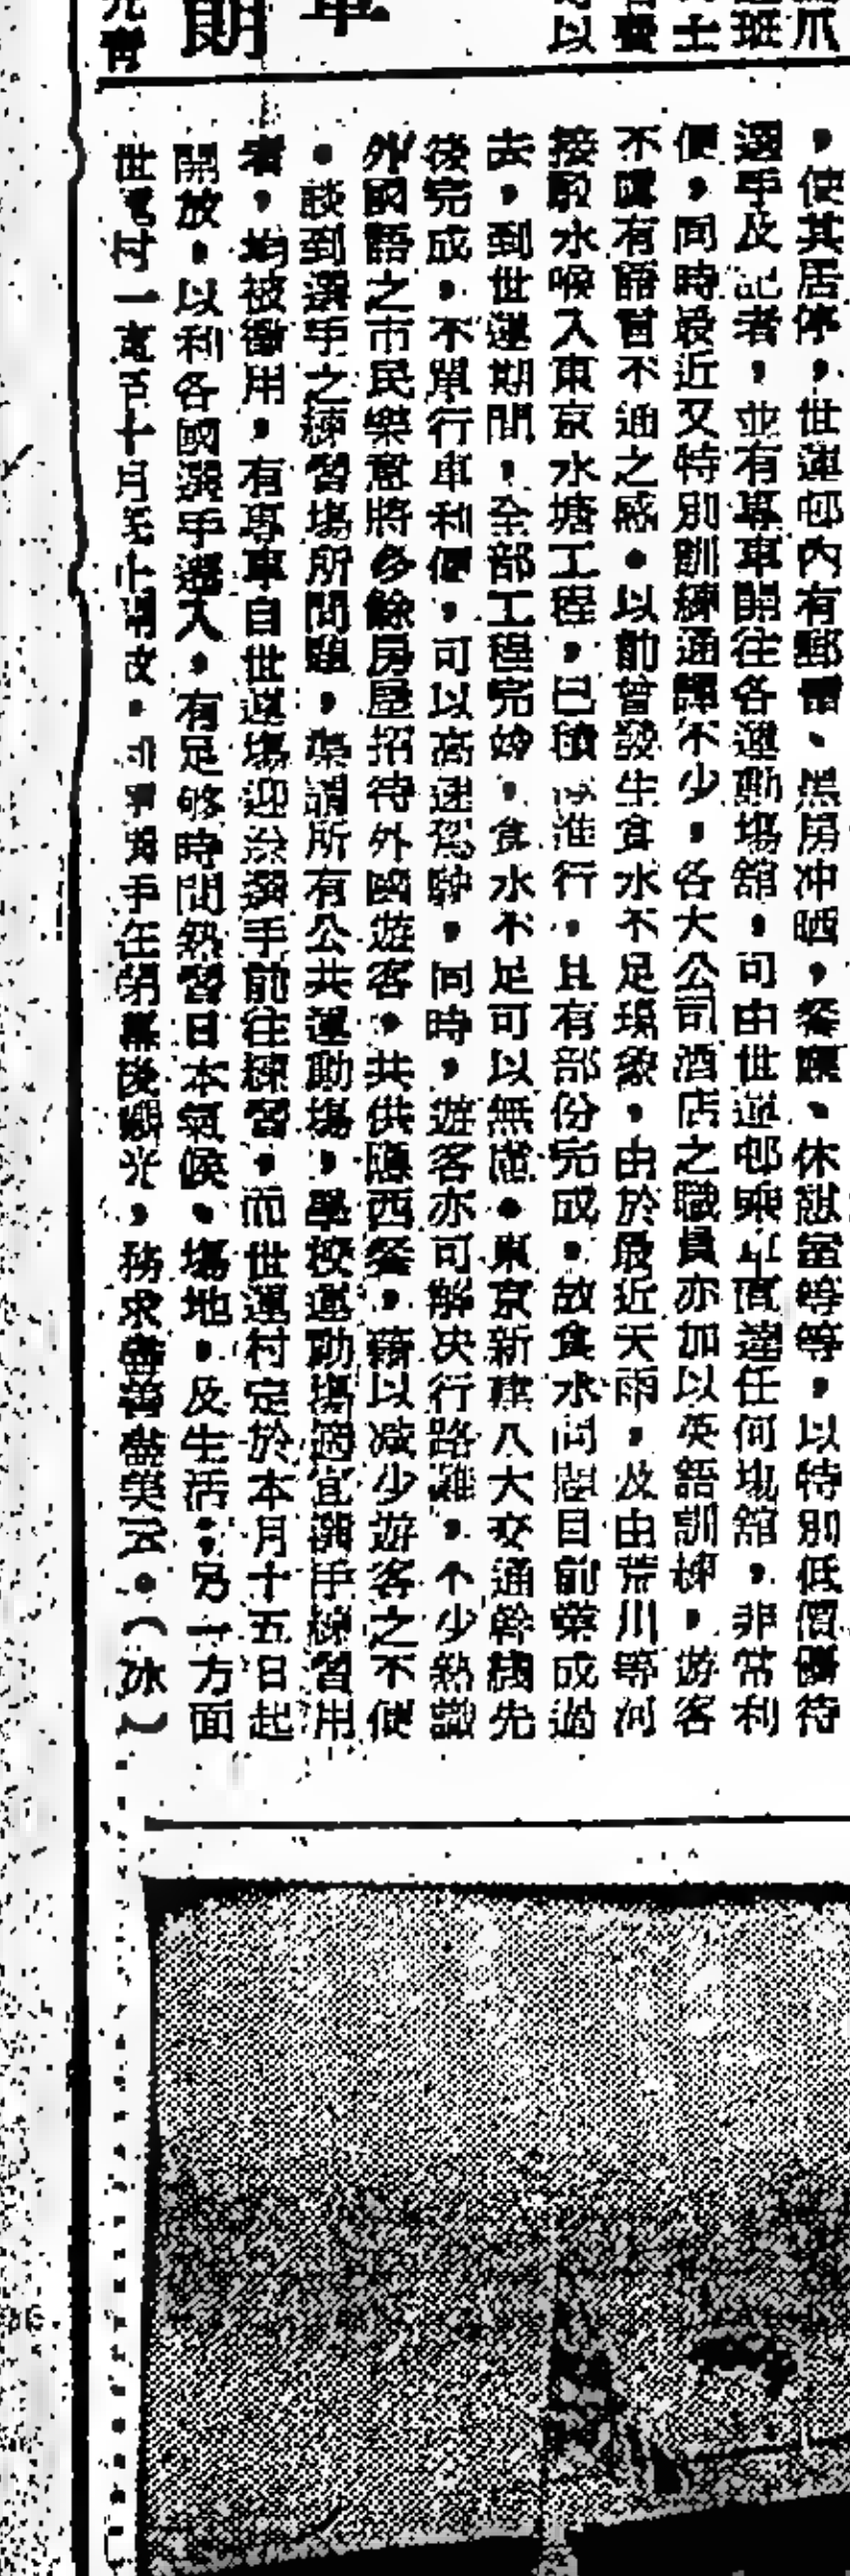 ，使其居停，世運邨內有郵電、黑房冲晒，餐廳、休憇室等等，以特別低價優待
選手及記者，並有專車開往各運動場館，可由世運邨乘車直達任何場館，非常利
便，同時最近又特別訓練通譯不少，各大公司酒店之職員亦加以英語訓練，遊客
不虞有語言不通之感。以前曾發生食水不足現象，由於最近天雨，及由荒川等河
接駁水喉入東京水塘工程，已積極進行，且有部份完成，故食水問題目前業成過
去，到世運期間，全部工程完竣，食水不足可以無慮。東京新建八大交通幹綫先
後完成，不單行車利便，可以高速駕駛，同時，遊客亦可解决行路難，不少熟識
外國語之市民樂意將多餘房屋招待外國遊客，共供應西餐，藉以减少遊客之不便
。談到選手之練習場所問題，舉凡所有公共運動場，學校運動場適宜選手練習用
者，均被徵用，有專車自世運場迎送選手前往練習，而世運村定於本月十五日起
開放，以利各國選手遷入，有足够時間熟習日本氣候、場地，及生活；另一方面
世運村一直至十月 開放， 選手在閉幕後觀光，務求盡善盡美云。（冰）